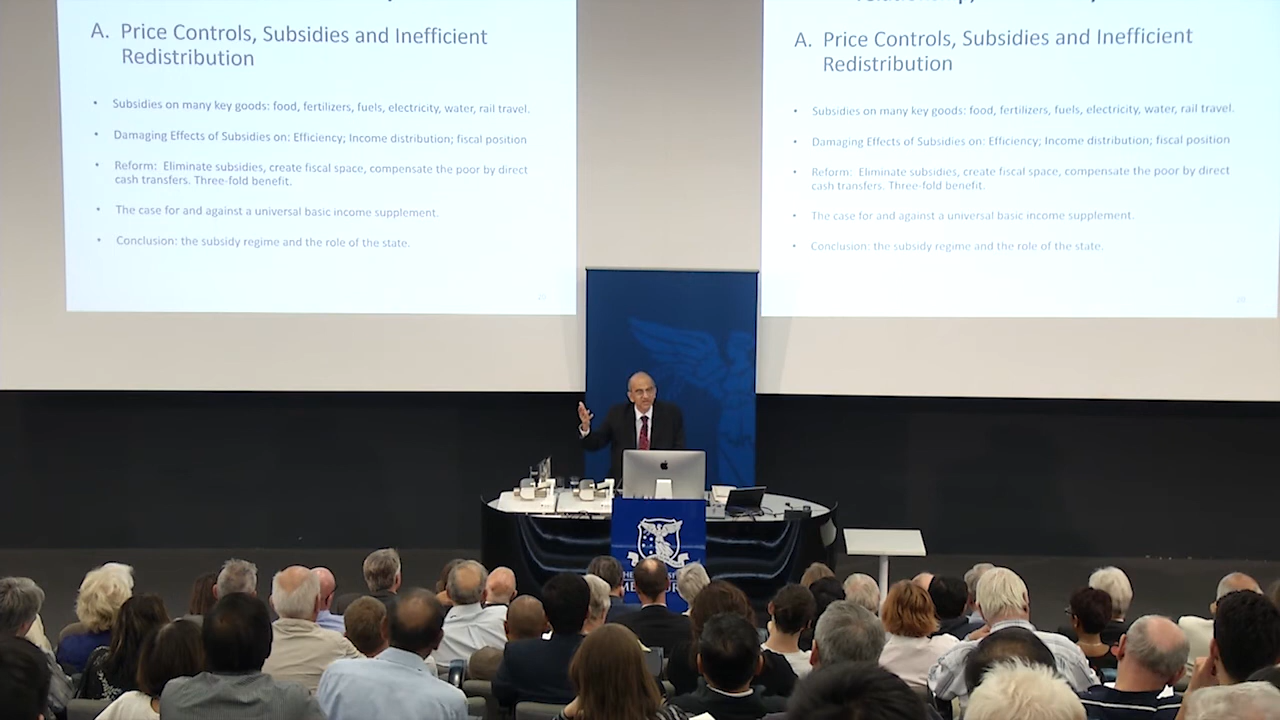 A. Price Controls, Subsidies and Inefficient
Redistribution
• Subsidies on many key goods: food, fertilizers, fuels, electricity, water, rail travel.
• Damaging Effects of Subsidies on: Efficiency; Income distribution; fiscal position
• Reform: Eliminate subsidies, create fiscal space, compensate the poor by direct
cash transfers. Three-fold benefit.
• The case for and against a universal basic income supplement.
• Conclusion: the subsidy regime and the role of the state.
A. Price Controls, Subsidies and Inefficient
Redistribution
• Subsidies on many key goods: food, fertilizers, fuels, electricity, water, rail travel.
• Damaging Effects of Subsidies on: Efficiency; Income distribution; fiscal position
• Reform: Eliminate subsidies, create fiscal space, compensate the poor by direct
cash transfers. Three-fold benefit.
• The case for and against a universal basic income supplement.
• Conclusion: the subsidy regime and the role of the state.